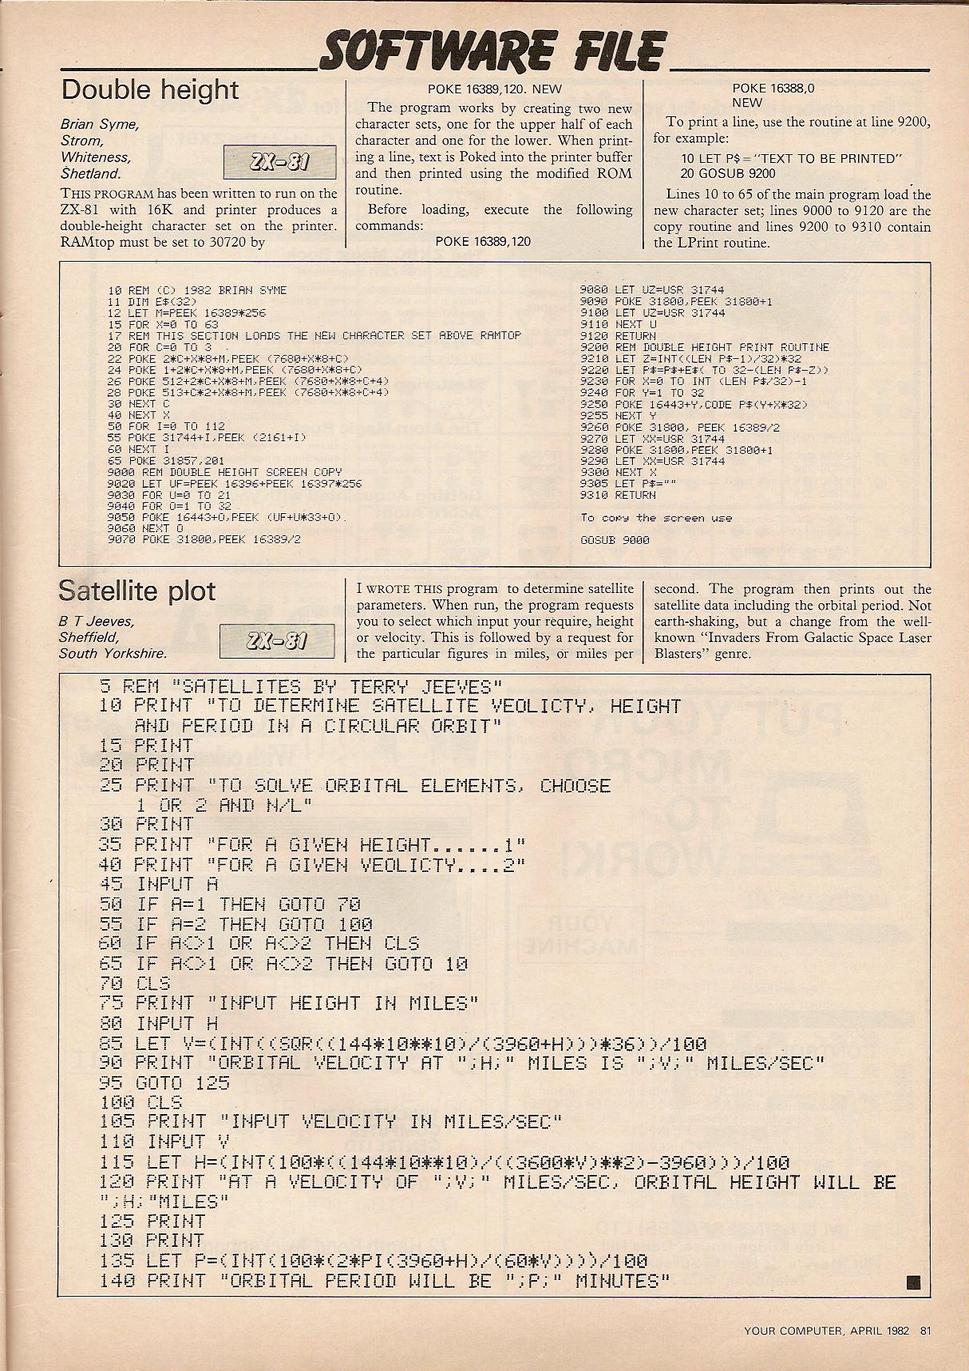 SOFTWARE FILE
Double height
Brian Syme,
Strom,
Whiteness,
Shetland.
ZX-81
THIS PROGRAM has been written to run on the
ZX-81 with 16K and printer produces a
double-height character set on the printer.
RAMtop must be set to 30720 by
POKE 16389,120. NEW
The program works by creating two new
character sets, one for the upper half of each
character and one for the lower. When print-
ing a line, text is Poked into the printer buffer
and then printed using the modified ROM
routine.
Before loading, execute the following
commands:
POKE 16389,120
POKE 16388,0
NEW
To print a line, use the routine at line 9200,
for example:
10 LET P$="TEXT TO BE PRINTED"
20 GOSUB 9200
Lines 10 to 65 of the main program load the
new character set; lines 9000 to 9120 are the
copy routine and lines 9200 to 9310 contain
the LPrint routine.
10 REM (C) 1982 BRIAN SYME
11 DIM E$(32)
12 LET M=PEEK 16389*256
15 FOR X=0 TO 63
17 REM THIS SECTION LOADS THE NEW CHARACTER SET ABOVE RAMTOP
20 FOR C=0 TO 3
22 POKE 2*C+X*8+M,PEEK (7680+X*8+C)
24 POKE 1+2*C+X*8+M,PEEK (7680+X*8+C)
26 POKE 512+2*C+X*8+M,PEEK (7680+X*8+C+4)
28 POKE 513+C*2+X*8+M,PEEK (7680+X*8+C+4)
30 NEXT C
40 NEXT X
50 FOR I=0 TO 112
55 POKE 31744+I,PEEK (2161+I)
60 NEXT I
65 POKE 31857,201
9000 REM DOUBLE HEIGHT SCREEN COPY
9020 LET UF=PEEK 16396+PEEK 16397*256
9030 FOR U=0 TO 21
9040 FOR O=1 TO 32
9050 POKE 16443+O,PEEK (UF+U*33+O).
9060 NEXT O
9070 POKE 31800,PEEK 16389/2
9080 LET UZ=USR 31744
9090 POKE 31800,PEEK 31800+1
9100 LET UZ=USR 31744
9110 NEXT U
9120 RETURN
9200 REM DOUBLE HEIGHT PRINT ROUTINE
9210 LET Z=INT((LEN P$-1)/32)*32
9220 LET P$=P$+E$( TO 32-(LEN P$-Z))
9230 FOR X=0 TO INT (LEN P$/32)-1
9240 FOR Y=1 TO 32
9250 POKE 16443+Y,CODE P$(Y+X*32)
9255 NEXT Y
9260 POKE 31800, PEEK 16389/2
9270 LET XX=USR 31744
9280 POKE 31800,PEEK 31800+1
9290 LET XX=USR 31744
9300 NEXT X
9305 LET P$=""
9310 RETURN
To copy the screen use
GOSUB 9000
Satellite plot
B T Jeeves,
Sheffield,
South Yorkshire.
ZX-81
I WROTE THIS program to determine satellite
parameters. When run, the program requests
you to select which input your require, height
or velocity. This is followed by a request for
the particular figures in miles, or miles per
second. The program then prints out the
satellite data including the orbital period. Not
earth-shaking, but a change from the well-
known "Invaders From Galactic Space Laser
Blasters" genre.
5 REM "SATELLITES BY TERRY JEEVES"
10 PRINT "TO DETERMINE SATELLITE VEOLICTY, HEIGHT
AND PERIOD IN A CIRCULAR ORBIT"
15 PRINT
20 PRINT
25 PRINT "TO SOLVE ORBITAL ELEMENTS, CHOOSE
1 OR 2 AND N/L"
30 PRINT
35 PRINT "FOR A GIVEN HEIGHT......1"
40 PRINT "FOR A GIVEN VEOLICTY....2"
45 INPUT A
50 IF A=1 THEN GOTO 70
55 IF A=2 THEN GOTO 100
60 IF A<>1 OR A<>2 THEN CLS
65 IF A<>1 OR A<>2 THEN GOTO 10
70 CLS
75 PRINT "INPUT HEIGHT IN MILES"
80 INPUT H
85 LET V=(INT((SQR((144*10**10)/(3960+H)))*36))/100
90 PRINT "ORBITAL VELOCITY AT ";H;" MILES IS ";V;" MILES/SEC"
95 GOTO 125
100 CLS
105 PRINT "INPUT VELOCITY IN MILES/SEC"
110 INPUT V
115 LET H=(INT(100*((144*10**10)/((3600*V)**2)-3960)))/100
120 PRINT "AT A VELOCITY OF ";V;" MILES/SEC, ORBITAL HEIGHT WILL BE
";H;"MILES"
125 PRINT
130 PRINT
135 LET P=(INT(100*(2*PI(3960+H)/(60*V))))/100
140 PRINT "ORBITAL PERIOD WILL BE ";P;" MINUTES"
YOUR COMPUTER, APRIL 1982 81